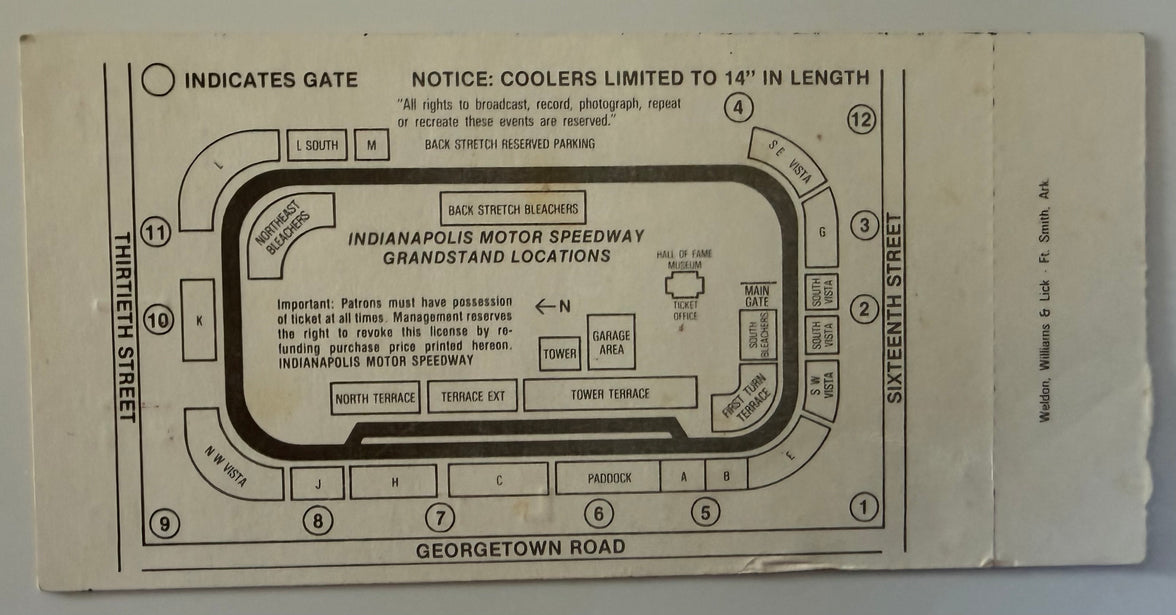 INDICATES GATE
NOTICE: COOLERS LIMITED TO 14" IN LENGTH
"All rights to broadcast, record, photograph, repeat
or recreate these events are reserved."
BACK STRETCH RESERVED PARKING
4
12
L
L SOUTH
M
S E VISTA
NORTHEAST
BLEACHERS
BACK STRETCH BLEACHERS
G
3
11
INDIANAPOLIS MOTOR SPEEDWAY
GRANDSTAND LOCATIONS
HALL OF FAME
MUSEUM
TICKET
OFFICE
MAIN
GATE
SOUTH
VISTA
2
THIRTIETH STREET
SIXTEENTH STREET
10
K
Important: Patrons must have possession
of ticket at all times. Management reserves
the right to revoke this license by re-
funding purchase price printed hereon.
INDIANAPOLIS MOTOR SPEEDWAY
N
TOWER
GARAGE
AREA
SOUTH
BLEACHERS
SOUTH
VISTA
NORTH TERRACE
TERRACE EXT
TOWER TERRACE
FIRST TURN
TERRACE
S W
VISTA
N W VISTA
J
H
C
PADDOCK
A
B
E
9
8
7
6
5
1
GEORGETOWN ROAD
Weldon, Williams & Lick · Ft. Smith, Ark.